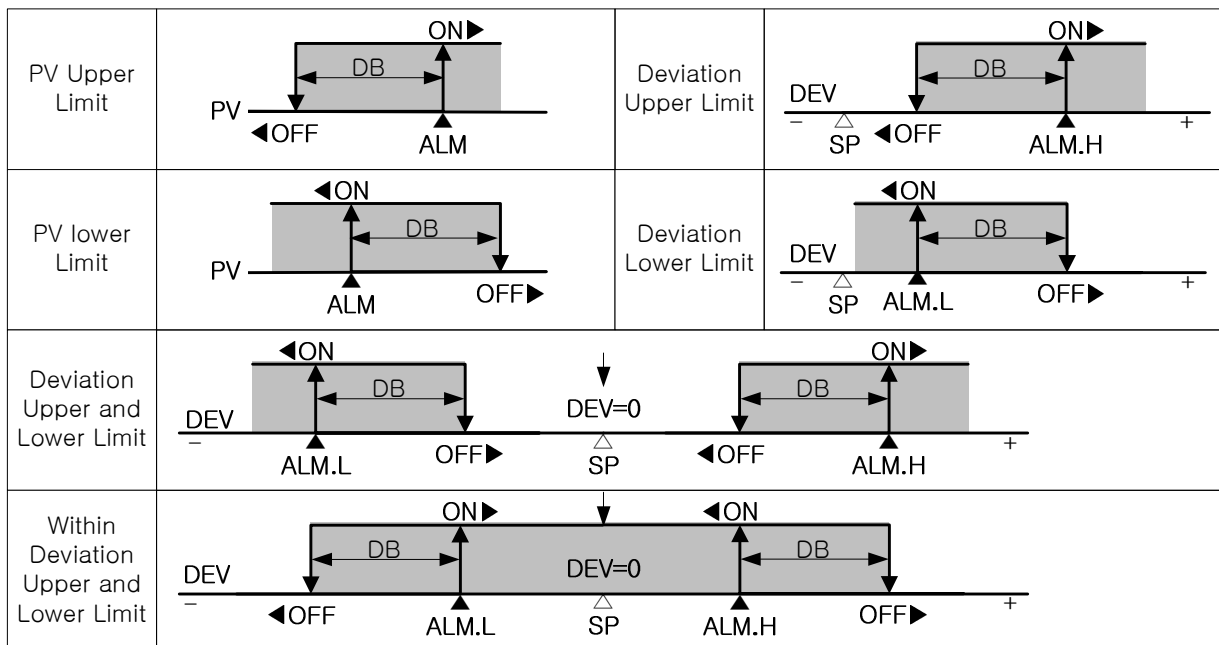 PV Upper
Limit
ON▶
DB
PV
◀OFF
ALM
Deviation
Upper Limit
ON▶
DB
DEV
−
SP
◀OFF
ALM.H
+
PV lower
Limit
◀ON
DB
PV
ALM
OFF▶
Deviation
Lower Limit
◀ON
DB
DEV
−
SP
ALM.L
OFF▶
+
Deviation
Upper and
Lower Limit
◀ON
DB
DEV
−
ALM.L
OFF▶
DEV=0
SP
ON▶
DB
◀OFF
ALM.H
+
Within
Deviation
Upper and
Lower Limit
ON▶
◀ON
DB
DEV=0
DB
DEV
−
◀OFF
ALM.L
SP
ALM.H
OFF▶
+